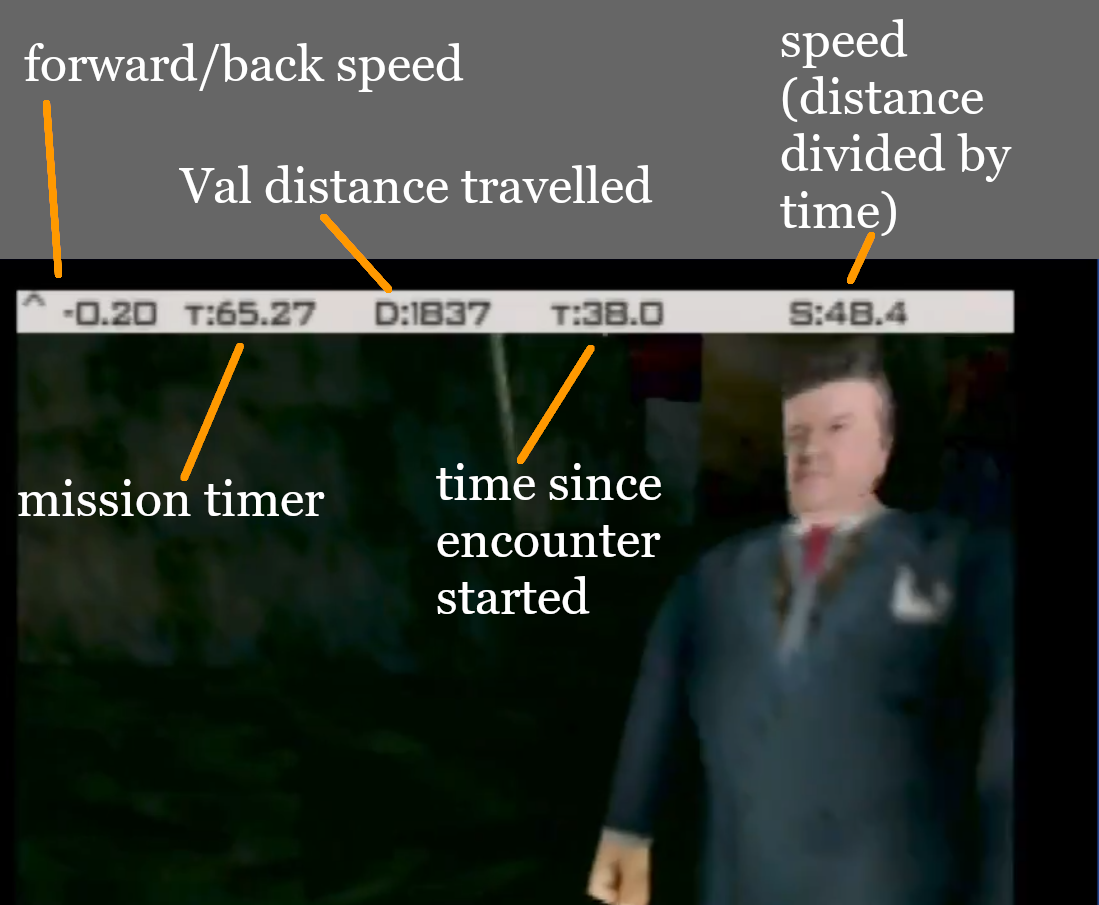 forward/back speed
speed
(distance
divided by
time)
Val distance travelled
^ -0.20 T:65.27 D:1837 T:38.0 S:48.4
mission timer
time since
encounter
started